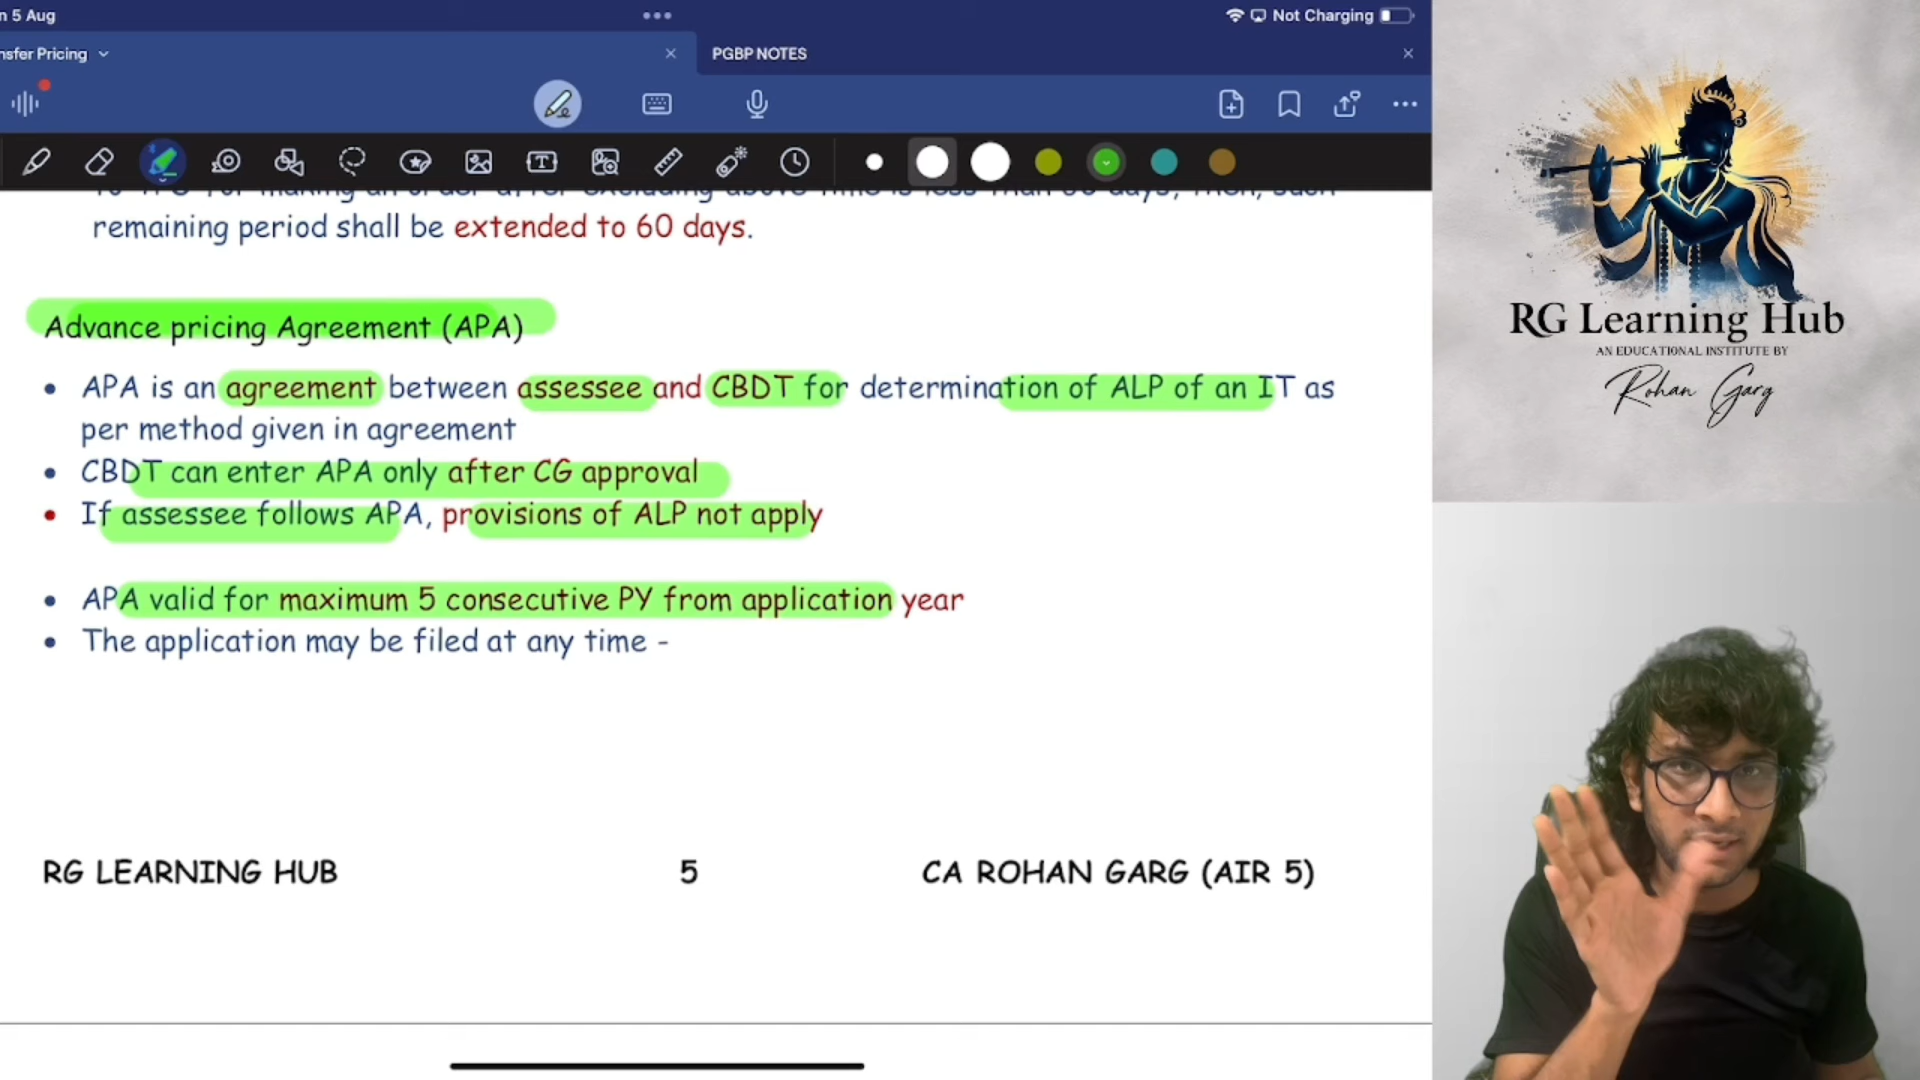 n 5 Aug
Not Charging
nsfer Pricing
PGBP NOTES
remaining period shall be extended to 60 days.
Advance pricing Agreement (APA)
• APA is an agreement between assessee and CBDT for determination of ALP of an IT as
per method given in agreement
• CBDT can enter APA only after CG approval
• If assessee follows APA, provisions of ALP not apply
• APA valid for maximum 5 consecutive PY from application year
• The application may be filed at any time -
RG LEARNING HUB 5 CA ROHAN GARG (AIR 5)
RG Learning Hub
AN EDUCATIONAL INSTITUTE BY
Rohan Garg